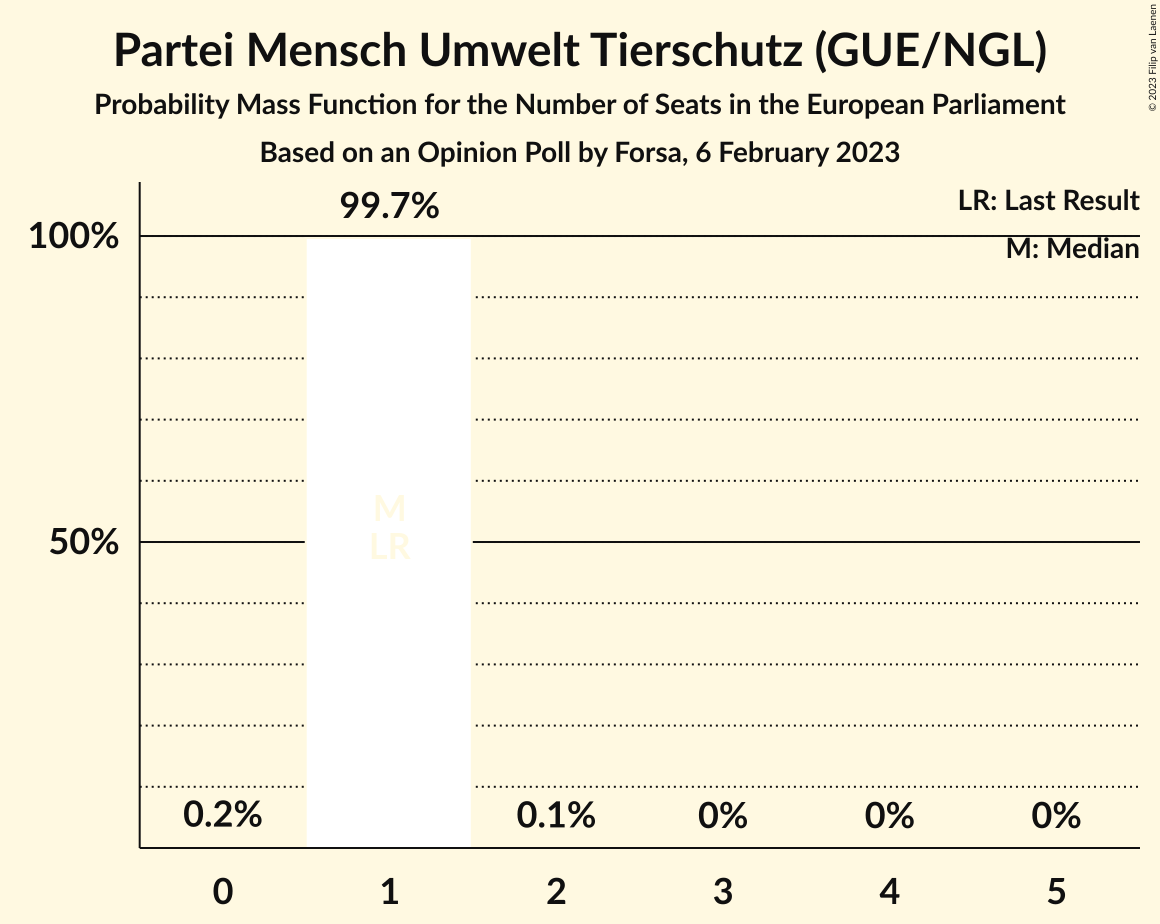 Partei Mensch Umwelt Tierschutz (GUE/NGL)
Probability Mass Function for the Number of Seats in the European Parliament
Based on an Opinion Poll by Forsa, 6 February 2023
© 2023 Filip van Laenen
LR: Last Result
M: Median
99.7%
100%
M
50%
LR
0.2%
0.1%
0%
0%
0%
0
1
2
3
4
5